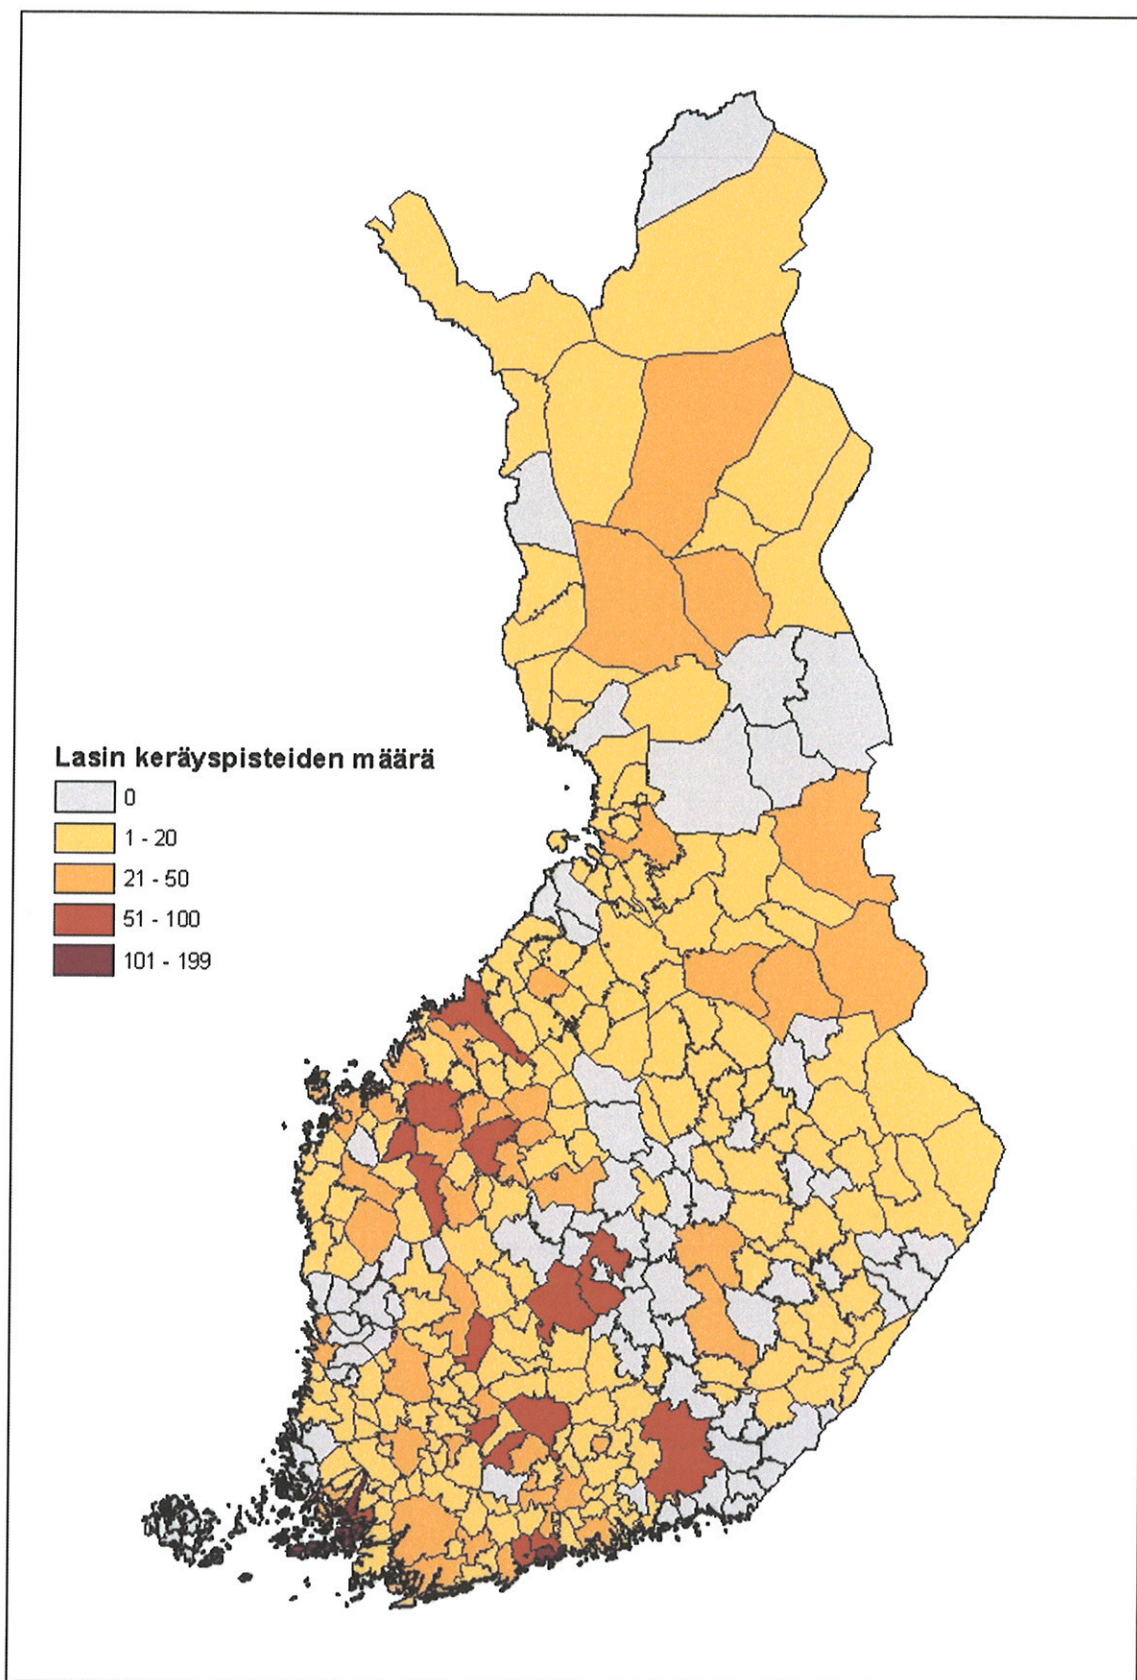 Lasin keräyspisteiden määrä
0
1 - 20
21 - 50
51 - 100
101 - 199